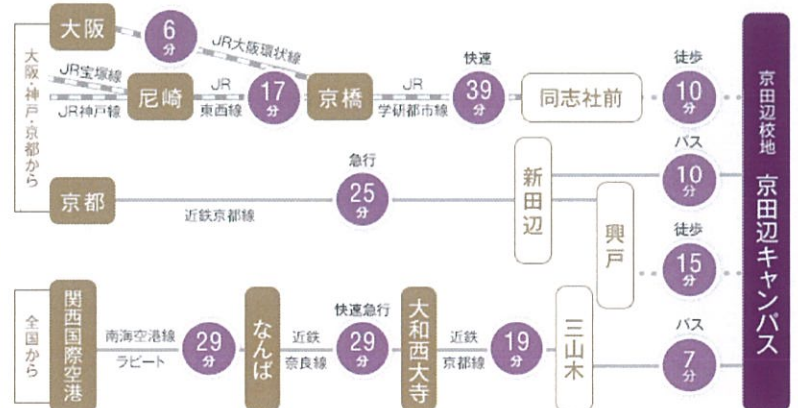 大阪・神戸・京都から
大阪
6分
JR大阪環状線
JR宝塚線
JR神戸線
尼崎
JR
東西線
17分
京橋
JR
学研都市線
快速
39分
同志社前
徒歩
10分
京都
近鉄京都線
急行
25分
新田辺
バス
10分
興戸
徒歩
15分
全国から
関西国際空港
南海空港線
ラピート
29分
なんば
近鉄
奈良線
快速急行
29分
大和西大寺
近鉄
京都線
19分
三山木
バス
7分
京田辺校地 京田辺キャンパス